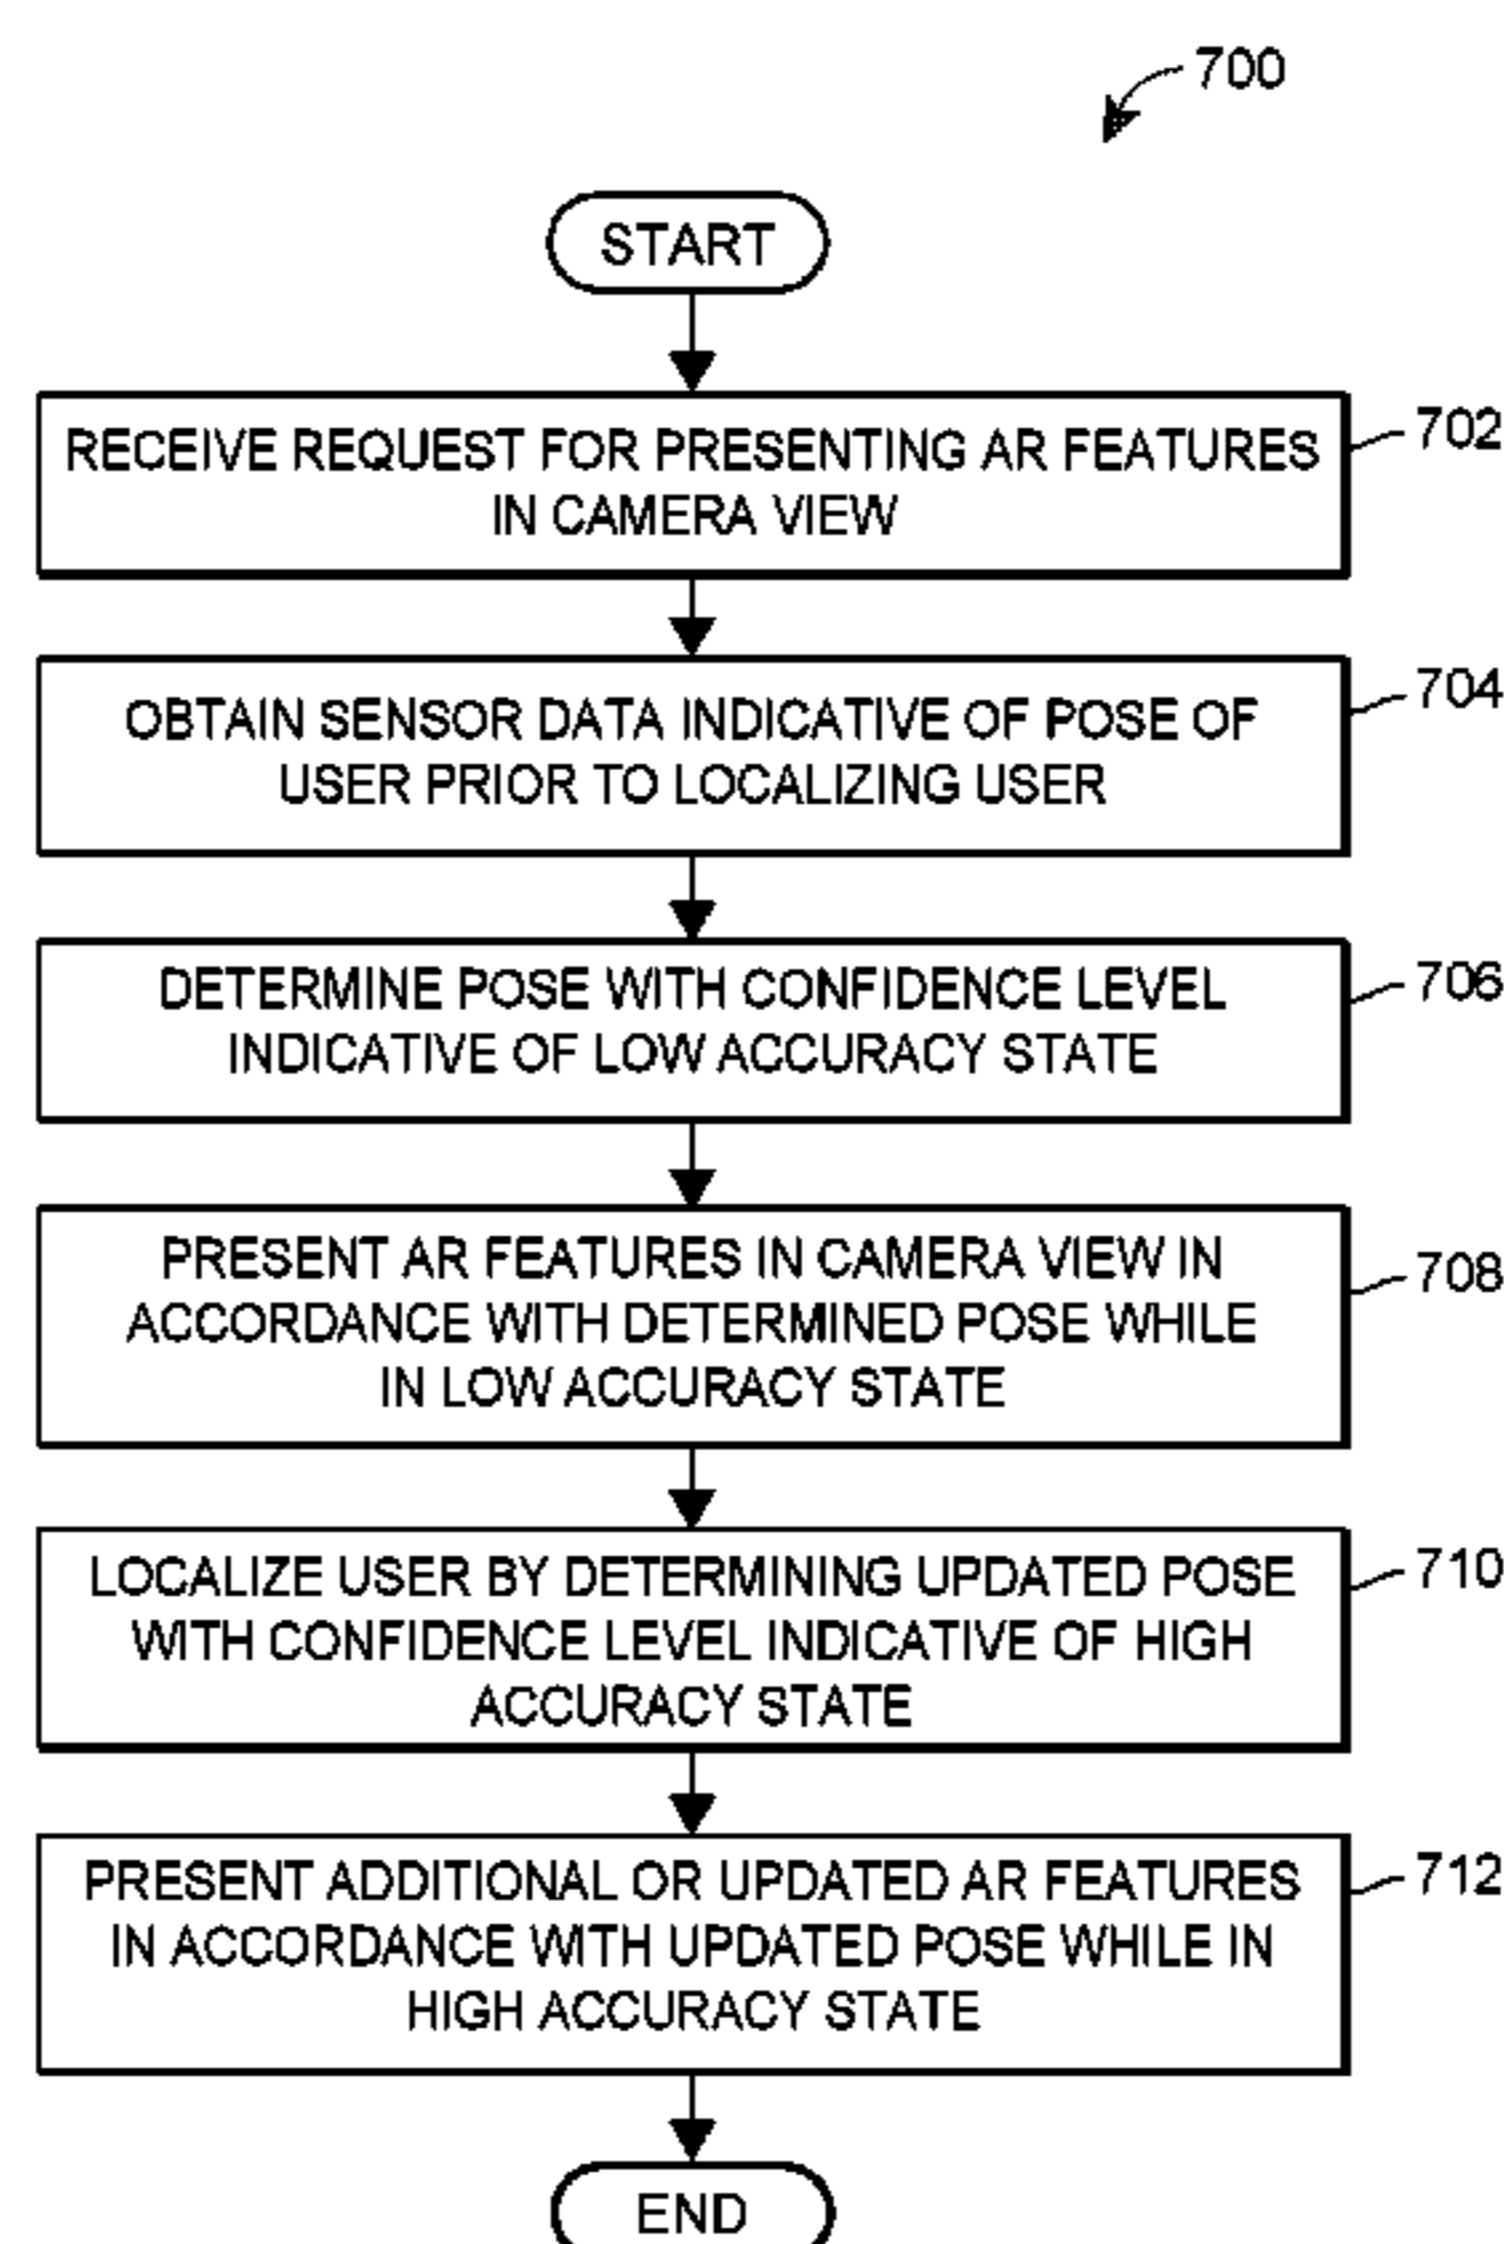 700
START
RECEIVE REQUEST FOR PRESENTING AR FEATURES
IN CAMERA VIEW
702
OBTAIN SENSOR DATA INDICATIVE OF POSE OF
USER PRIOR TO LOCALIZING USER
704
DETERMINE POSE WITH CONFIDENCE LEVEL
INDICATIVE OF LOW ACCURACY STATE
706
PRESENT AR FEATURES IN CAMERA VIEW IN
ACCORDANCE WITH DETERMINED POSE WHILE
IN LOW ACCURACY STATE
708
LOCALIZE USER BY DETERMINING UPDATED POSE
WITH CONFIDENCE LEVEL INDICATIVE OF HIGH
ACCURACY STATE
710
PRESENT ADDITIONAL OR UPDATED AR FEATURES
IN ACCORDANCE WITH UPDATED POSE WHILE IN
HIGH ACCURACY STATE
712
END